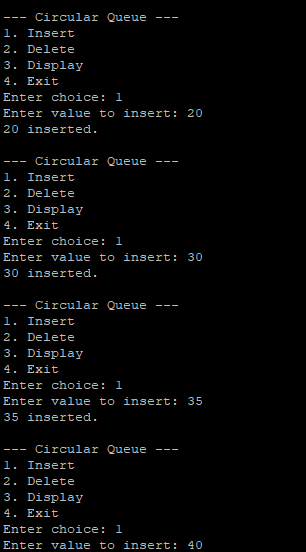 --- Circular Queue ---
1. Insert
2. Delete
3. Display
4. Exit
Enter choice: 1
Enter value to insert: 20
20 inserted.
--- Circular Queue ---
1. Insert
2. Delete
3. Display
4. Exit
Enter choice: 1
Enter value to insert: 30
30 inserted.
--- Circular Queue ---
1. Insert
2. Delete
3. Display
4. Exit
Enter choice: 1
Enter value to insert: 35
35 inserted.
--- Circular Queue ---
1. Insert
2. Delete
3. Display
4. Exit
Enter choice: 1
Enter value to insert: 40